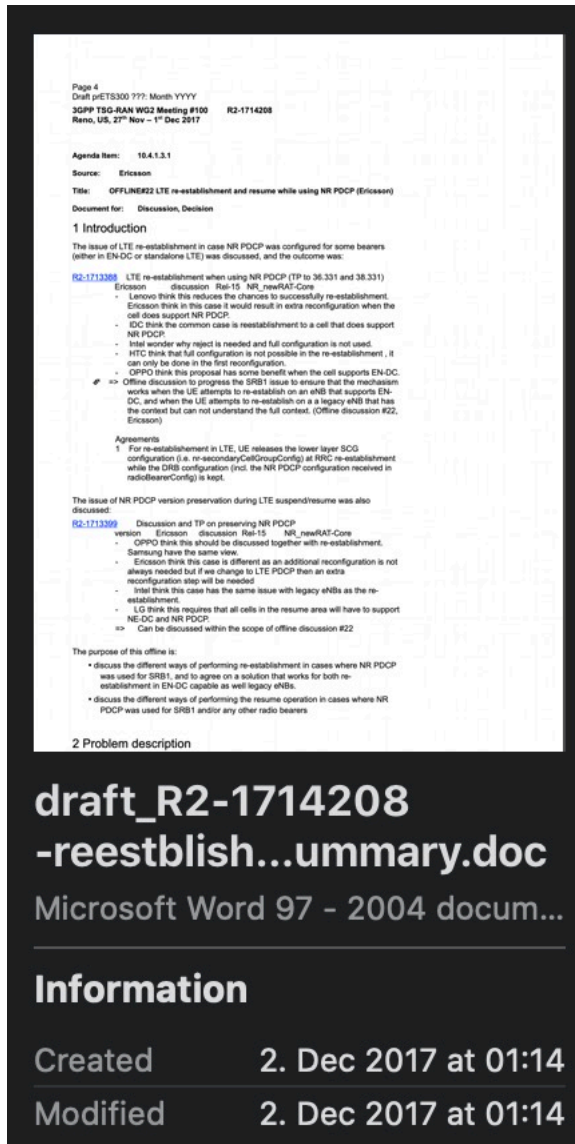 Page 4
Draft prETS300 ???: Month YYYY
3GPP TSG-RAN WG2 Meeting #100 R2-1714208
Reno, US, 27th Nov – 1st Dec 2017
Agenda Item: 10.4.1.3.1
Source: Ericsson
Title: OFFLINE#22 LTE re-establishment and resume while using NR PDCP (Ericsson)
Document for: Discussion, Decision
1 Introduction
The issue of LTE re-establishment in case NR PDCP was configured for some bearers
(either in EN-DC or standalone LTE) was discussed, and the outcome was:
R2-1713388 LTE re-establishment when using NR PDCP (TP to 36.331 and 38.331)
Ericsson discussion Rel-15 NR_newRAT-Core
- Lenovo think this reduces the chances to successfully re-establishment.
Ericsson think in this case it would result in extra reconfiguration when the
cell does support NR PDCP.
- IDC think the common case is reestablishment to a cell that does support
NR PDCP.
- Intel wonder why reject is needed and full configuration is not used.
- HTC think that full configuration is not possible in the re-establishment , it
can only be done in the first reconfiguration.
- OPPO think this proposal has some benefit when the cell supports EN-DC.
=> Offline discussion to progress the SRB1 issue to ensure that the mechasism
works when the UE attempts to re-establish on an eNB that supports EN-
DC, and when the UE attempts to re-establish on a a legacy eNB that has
the context but can not understand the full context. (Offline discussion #22,
Ericsson)
Agreements
1 For re-establishement in LTE, UE releases the lower layer SCG
configuration (i.e. nr-secondaryCellGroupConfig) at RRC re-establishment
while the DRB configuration (incl. the NR PDCP configuration received in
radioBearerConfig) is kept.
The issue of NR PDCP version preservation during LTE suspend/resume was also
discussed:
R2-1713399 Discussion and TP on preserving NR PDCP
version Ericsson discussion Rel-15 NR_newRAT-Core
- OPPO think this should be discussed together with re-establishment.
Samsung have the same view.
- Ericsson think this case is different as an additional reconfiguration is not
always needed but if we change to LTE PDCP then an extra
reconfiguration step will be needed
- Intel think this case has the same issue with legacy eNBs as the re-
establishment.
- LG think this requires that all cells in the resume area will have to support
NE-DC and NR PDCP.
=> Can be discussed within the scope of offline discussion #22
The purpose of this offline is:
• discuss the different ways of performing re-establishment in cases where NR PDCP
was used for SRB1, and to agree on a solution that works for both re-
establishment in EN-DC capable as well legacy eNBs.
• discuss the different ways of performing the resume operation in cases where NR
PDCP was used for SRB1 and/or any other radio bearers
2 Problem description
draft_R2-1714208
-reestblish...ummary.doc
Microsoft Word 97 - 2004 docum...
Information
Created 2. Dec 2017 at 01:14
Modified 2. Dec 2017 at 01:14